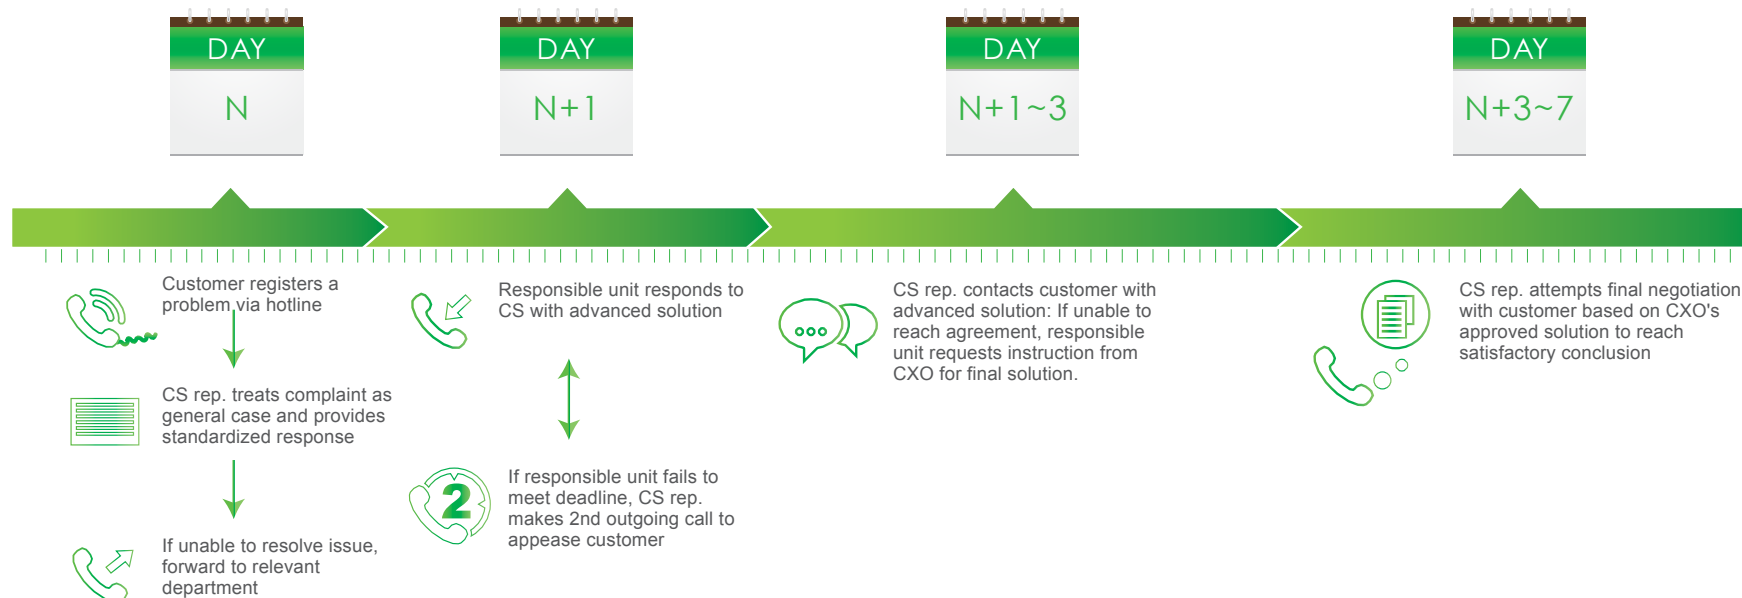 DAY
N
DAY
N+1
DAY
N+1~3
DAY
N+3~7
Customer registers a
problem via hotline
CS rep. treats complaint as
general case and provides
standardized response
If unable to resolve issue,
forward to relevant
department
Responsible unit responds to
CS with advanced solution
2
If responsible unit fails to
meet deadline, CS rep.
makes 2nd outgoing call to
appease customer
CS rep. contacts customer with
advanced solution: If unable to
reach agreement, responsible
unit requests instruction from
CXO for final solution.
CS rep. attempts final negotiation
with customer based on CXO's
approved solution to reach
satisfactory conclusion